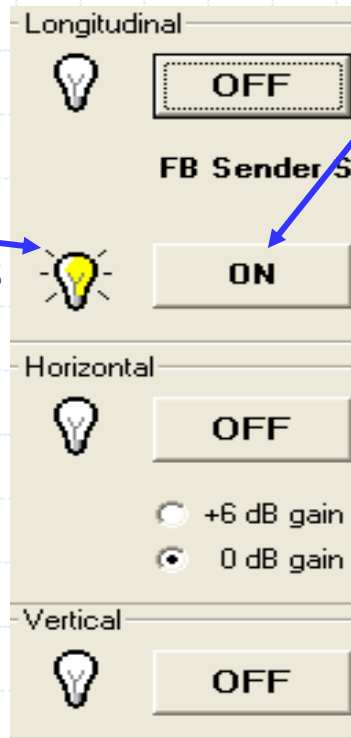 Longitudinal
OFF
FB Sender S
ON
Horizontal
OFF
+6 dB gain
0 dB gain
Vertical
OFF